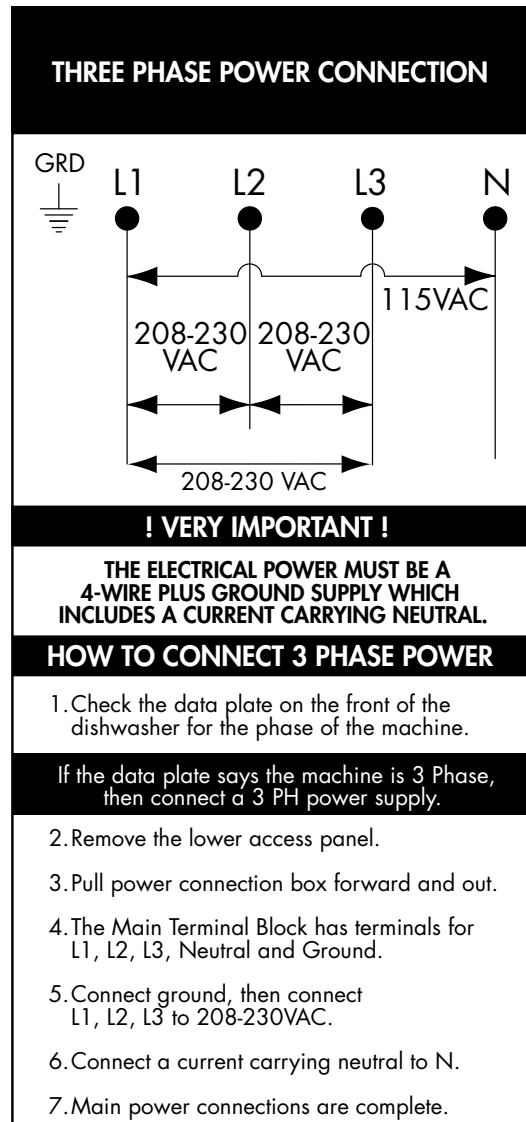 THREE PHASE POWER CONNECTION
GRD
L1 L2 L3 N
115VAC
208-230 208-230
VAC VAC
208-230 VAC
! VERY IMPORTANT !
THE ELECTRICAL POWER MUST BE A
4-WIRE PLUS GROUND SUPPLY WHICH
INCLUDES A CURRENT CARRYING NEUTRAL.
HOW TO CONNECT 3 PHASE POWER
1.Check the data plate on the front of the
dishwasher for the phase of the machine.
If the data plate says the machine is 3 Phase,
then connect a 3 PH power supply.
2.Remove the lower access panel.
3.Pull power connection box forward and out.
4.The Main Terminal Block has terminals for
L1, L2, L3, Neutral and Ground.
5.Connect ground, then connect
L1, L2, L3 to 208-230VAC.
6.Connect a current carrying neutral to N.
7.Main power connections are complete.